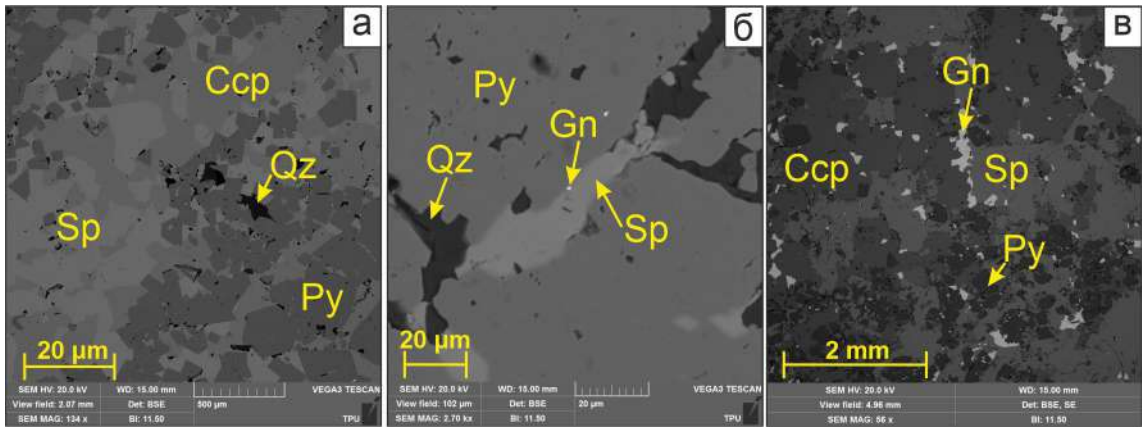 а
Ccp
Qz
Sp
Py
20 µm
SEM HV: 20.0 kV WD: 15.00 mm VEGA3 TESCAN
View field: 2.07 mm Det: BSE 500 µm
SEM MAG: 134 x BI: 11.50 TPU
б
Py
Gn
Qz
Sp
20 µm
SEM HV: 20.0 kV WD: 15.00 mm VEGA3 TESCAN
View field: 102 µm Det: BSE 20 µm
SEM MAG: 2.70 kx BI: 11.50 TPU
в
Gn
Ccp
Sp
Py
2 mm
SEM HV: 20.0 kV WD: 15.00 mm
View field: 4.96 mm Det: BSE, SE
SEM MAG: 56 x BI: 11.50